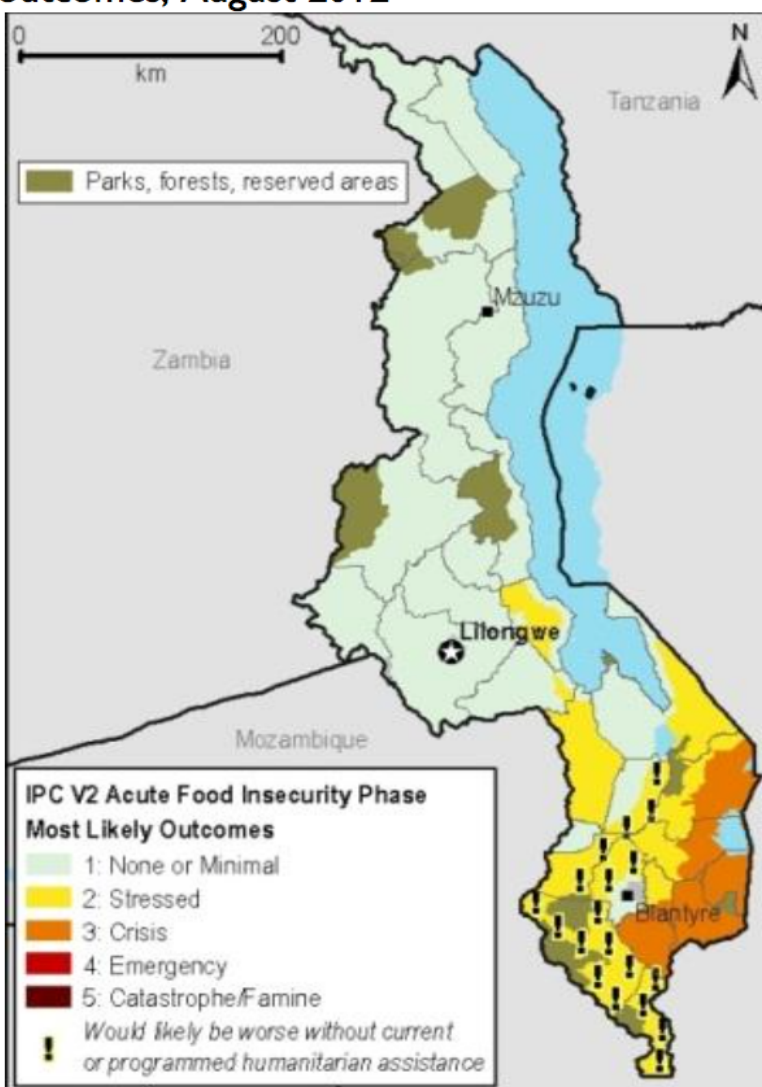 Outcomes, August 2012
0 200
km
N
Tanzania
Parks, forests, reserved areas
Mzuzu
Zambia
Lilongwe
Mozambique
IPC V2 Acute Food Insecurity Phase
Most Likely Outcomes
1: None or Minimal
2: Stressed
3: Crisis
4: Emergency
5: Catastrophe/Famine
Would likely be worse without current
or programmed humanitarian assistance
Blantyre